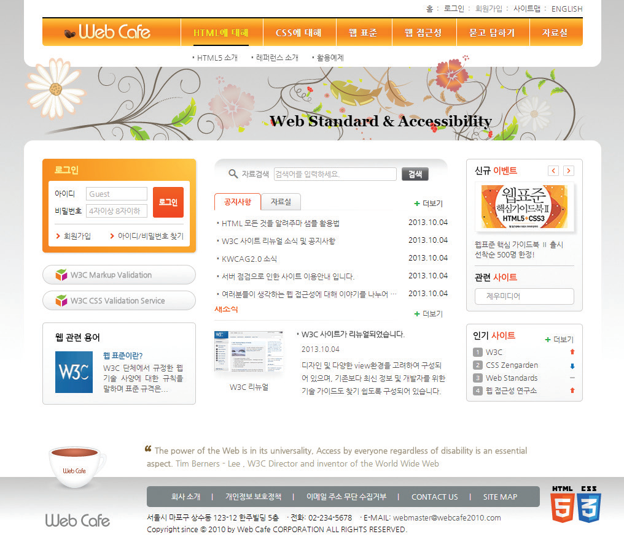 홈 : 로그인 : 회원가입 : 사이트맵 : ENGLISH
Web Cafe
HTML에 대해 CSS에 대해 웹 표준 웹 접근성 묻고 답하기 자료실
• HTML5 소개 • 레퍼런스 소개 • 활용예제
Web Standard & Accessibility
로그인
아이디 Guest
비밀번호 4자이상 8자이하
로그인
회원가입 아이디/비밀번호 찾기
W3C Markup Validation
W3C CSS Validation Service
웹 관련 용어
W3C
웹 표준이란?
W3C 단체에서 규정한 웹
기술 사양에 대한 규칙을
말하며 표준 규격은...
자료검색 검색어를 입력하세요. 검색
공지사항 자료실 + 더보기
• HTML 모든 것을 알려주마 샘플 활용법 2013.10.04
• W3C 사이트 리뉴얼 소식 및 공지사항 2013.10.04
• KWCAG2.0 소식 2013.10.04
• 서버 점검으로 인한 사이트 이용안내 입니다. 2013.10.04
• 여러분들이 생각하는 웹 접근성에 대해 이야기를 나누어 ... 2013.10.04
새소식 + 더보기
W3C 리뉴얼
• W3C 사이트가 리뉴얼되었습니다.
2013.10.04
디자인 및 다양한 view환경을 고려하여 구성되
어 있으며, 기존보다 최신 정보 및 개발자를 위한
기술 가이드도 찾기 쉽도록 구성되어 있습니다.
신규 이벤트
웹표준
핵심가이드북Ⅱ
HTML5+CSS3
웹표준 핵심 가이드북 Ⅱ 출시
선착순 500명 한정!
관련 사이트
제우미디어
인기 사이트 + 더보기
1 W3C
2 CSS Zengarden
3 Web Standards
4 웹 접근성 연구소
Web Cafe
“ The power of the Web is in its universality. Access by everyone regardless of disability is an essential
aspect. Tim Berners - Lee , W3C Director and inventor of the World Wide Web
회사 소개 | 개인정보 보호정책 | 이메일 주소 무단 수집거부 | CONTACT US | SITE MAP
HTML 5 CSS 3
Web Cafe
서울시 마포구 상수동 123-12 한주빌딩 5층 · 전화: 02-234-5678 · E-MAIL: webmaster@webcafe2010.com
Copyright since © 2010 by Web Cafe CORPORATION ALL RIGHTS RESERVED.